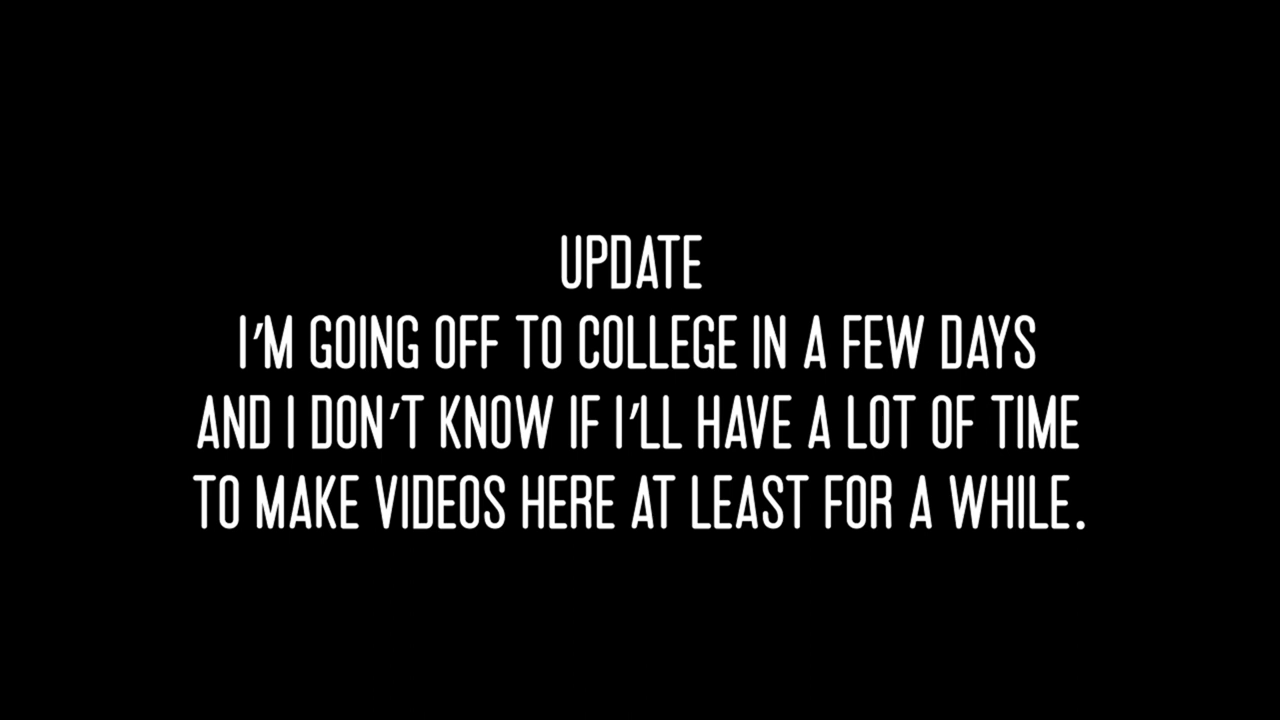 UPDATE
I'M GOING OFF TO COLLEGE IN A FEW DAYS
AND I DON'T KNOW IF I'LL HAVE A LOT OF TIME
TO MAKE VIDEOS HERE AT LEAST FOR A WHILE.